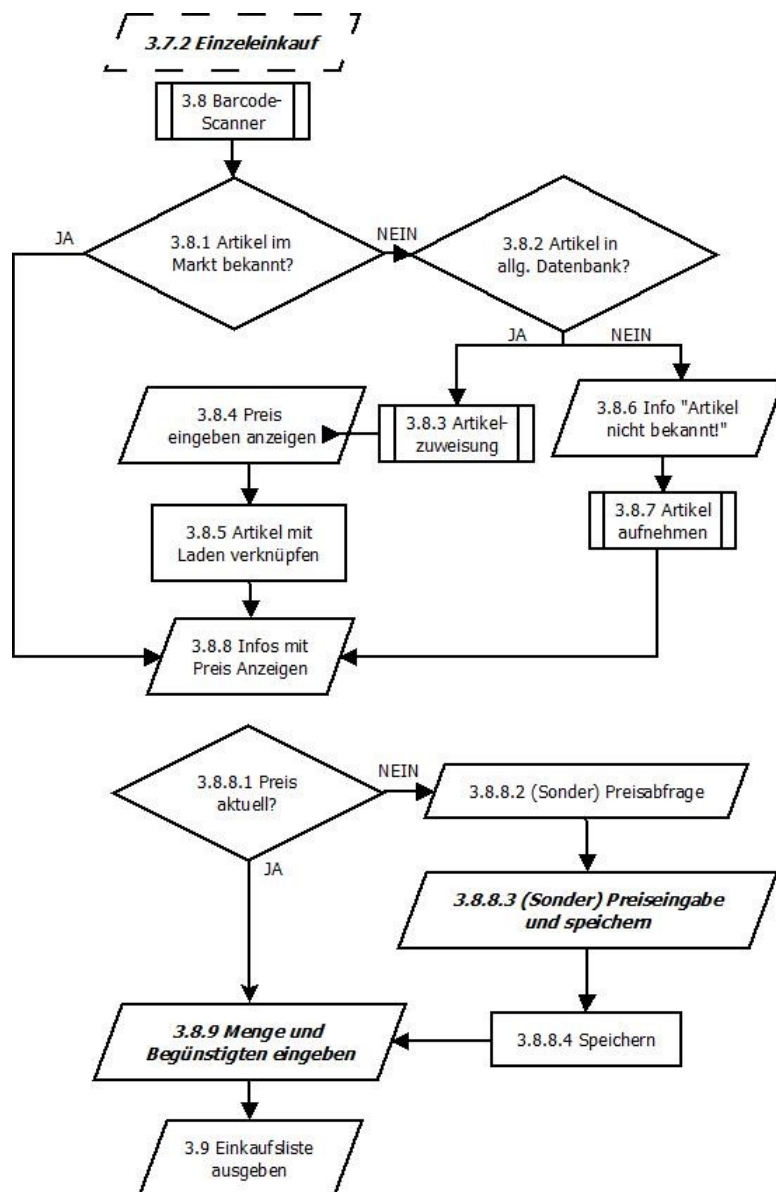 3.7.2 Einzeleinkauf
3.8 Barcode-
Scanner
JA
3.8.1 Artikel im
Markt bekannt?
NEIN
3.8.2 Artikel in
allg. Datenbank?
JA
NEIN
3.8.4 Preis
eingeben anzeigen
3.8.3 Artikel-
zuweisung
3.8.6 Info "Artikel
nicht bekannt!"
3.8.5 Artikel mit
Laden verknüpfen
3.8.7 Artikel
aufnehmen
3.8.8 Infos mit
Preis Anzeigen
3.8.8.1 Preis
aktuell?
NEIN
3.8.8.2 (Sonder) Preisabfrage
JA
3.8.8.3 (Sonder) Preiseingabe
und speichern
3.8.9 Menge und
Begünstigten eingeben
3.8.8.4 Speichern
3.9 Einkaufsliste
ausgeben